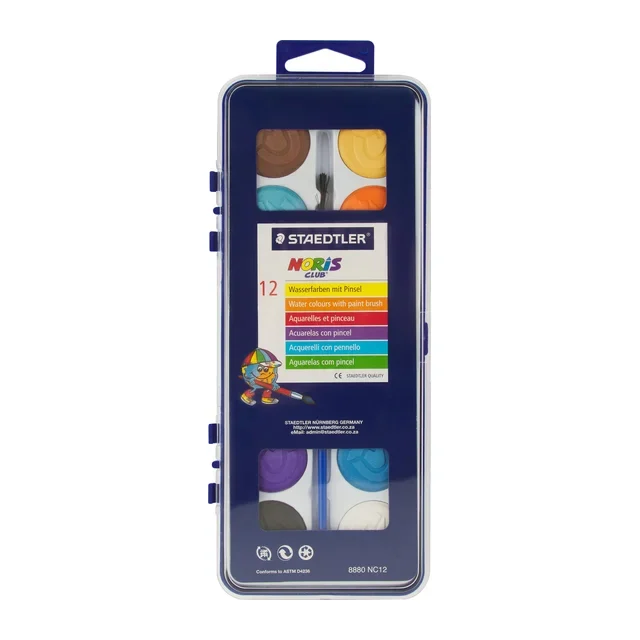 STAEDTLER
NORIS
CLUB
12
Wasserfarben mit Pinsel
Water colours with paint brush
Aquarelles et pinceau
Acuarelas con pincel
Acquerelli con pennello
Aguarelas com pincel
CE STAEDTLER QUALITY
STAEDTLER NÜRNBERG GERMANY
http://www.staedtler.co.za
eMail: admin@staedtler.co.za
Conforms to ASTM D4236
8880 NC12